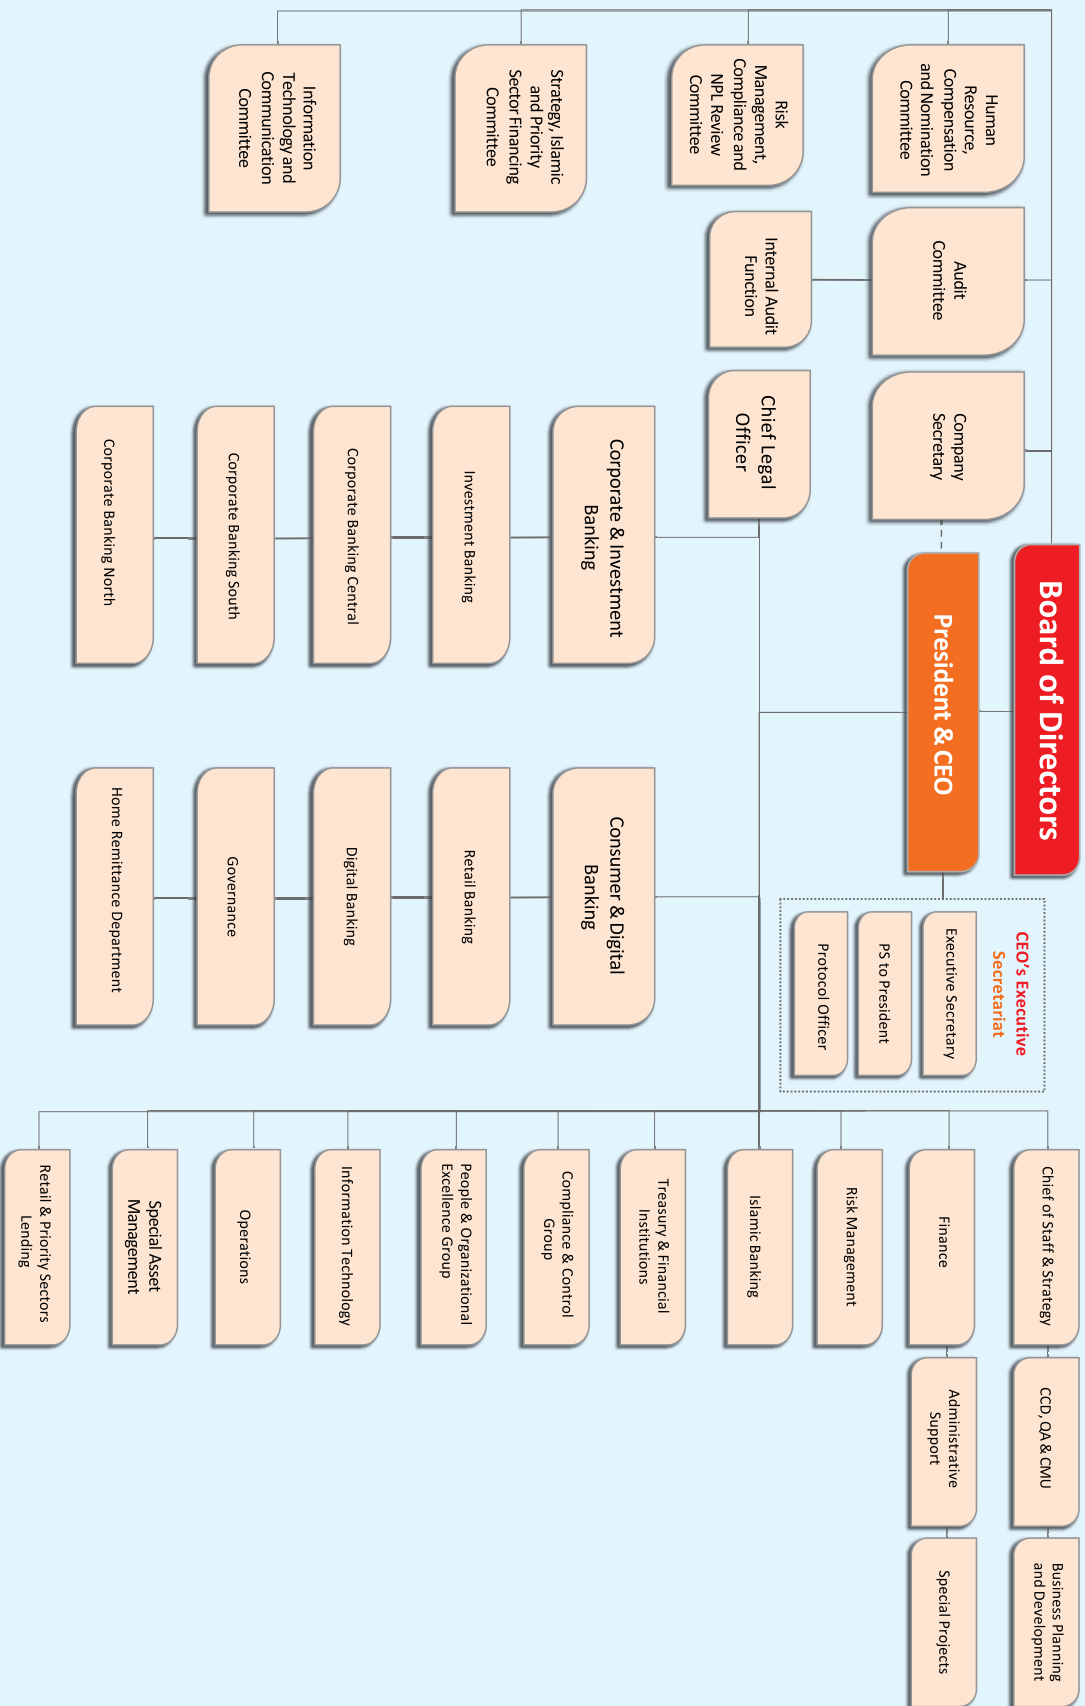 Board of Directors
President & CEO
CEO's Executive
Secretariat
Executive Secretary
PS to President
Protocol Officer
Human
Resource,
Compensation
and Nomination
Committee
Risk
Management,
Compliance and
NPL Review
Committee
Strategy, Islamic
and Priority
Sector Financing
Committee
Information
Technology and
Communication
Committee
Audit
Committee
Internal Audit
Function
Company
Secretary
Chief Legal
Officer
Corporate & Investment
Banking
Investment Banking
Corporate Banking Central
Corporate Banking South
Corporate Banking North
Consumer & Digital
Banking
Retail Banking
Digital Banking
Governance
Home Remittance Department
Chief of Staff & Strategy
CCD, QA & CMU
Business Planning
and Development
Finance
Administrative
Support
Special Projects
Risk Management
Islamic Banking
Treasury & Financial
Institutions
Compliance & Control
Group
People & Organizational
Excellence Group
Information Technology
Operations
Special Asset
Management
Retail & Priority Sectors
Lending